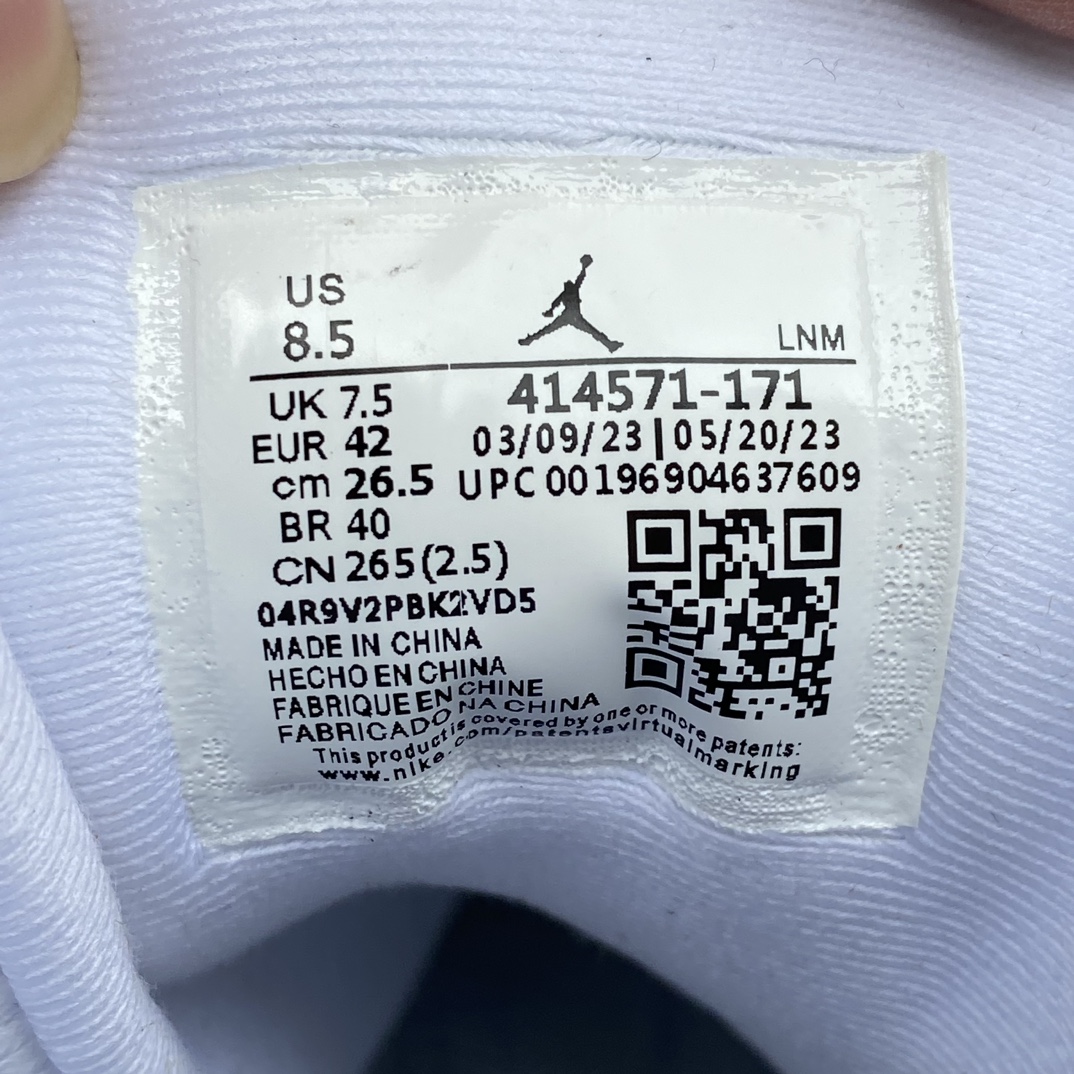 US
8.5
LNM
UK 7.5
414571-171
EUR 42
03/09/23 | 05/20/23
cm 26.5
UPC 00196904637609
BR 40
CN 265(2.5)
04R9V2PBK2VD5
MADE IN CHINA
HECHO EN CHINA
FABRIQUE EN CHINE
FABRICADO NA CHINA
This product is covered by one or more patents:
www.nike.com/patentsvirtualmarking